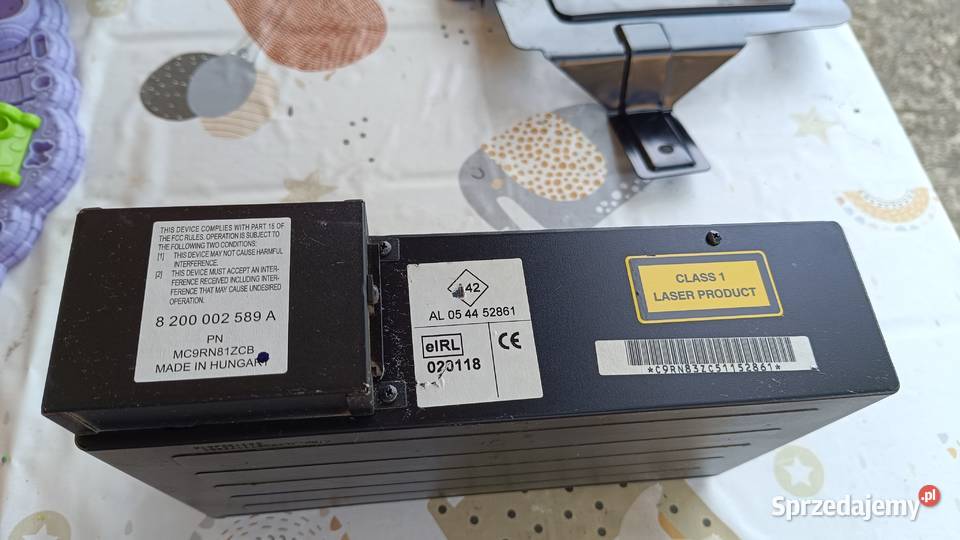 THIS DEVICE COMPLIES WITH PART 15 OF
THE FCC RULES. OPERATION IS SUBJECT TO
THE FOLLOWING TWO CONDITIONS:
[1] THIS DEVICE MAY NOT CAUSE HARMFUL
INTERFERENCE.
[2] THIS DEVICE MUST ACCEPT AN INTER-
FERENCE RECEIVED INCLUDING INTER-
FERENCE THAT MAY CAUSE UNDESIRED
OPERATION.
8 200 002 589 A
PN
MC9RN81ZCB
MADE IN HUNGARY
42
AL 05 44 52861
eIRL
020118
CE
CLASS 1
LASER PRODUCT
*C9RN83ZC51152861*
Sprzedajemy.pl